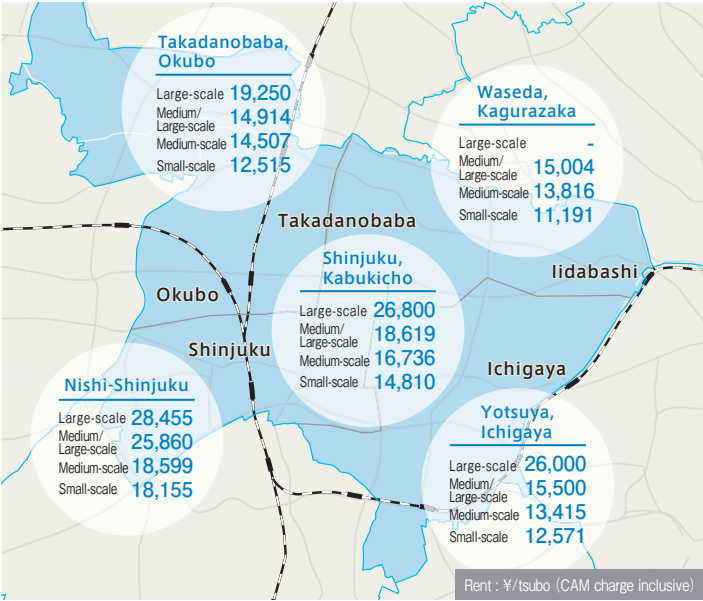 Takadanobaba,
Okubo
Large-scale 19,250
Medium/
Large-scale 14,914
Medium-scale 14,507
Small-scale 12,515
Waseda,
Kagurazaka
Large-scale -
Medium/
Large-scale 15,004
Medium-scale 13,816
Small-scale 11,191
Takadanobaba
Iidabashi
Shinjuku,
Kabukicho
Large-scale 26,800
Medium/
Large-scale 18,619
Medium-scale 16,736
Small-scale 14,810
Okubo
Shinjuku
Ichigaya
Nishi-Shinjuku
Large-scale 28,455
Medium/
Large-scale 25,860
Medium-scale 18,599
Small-scale 18,155
Yotsuya,
Ichigaya
Large-scale 26,000
Medium/
Large-scale 15,500
Medium-scale 13,415
Small-scale 12,571
Rent : ¥/tsubo (CAM charge inclusive)